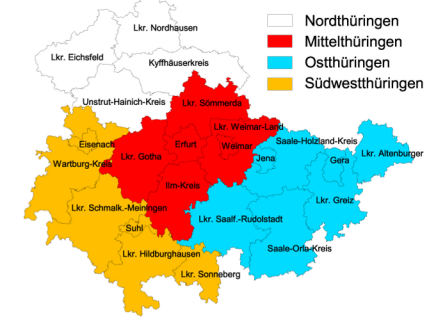 Nordthüringen
Mittelthüringen
Ostthüringen
Südwestthüringen
Lkr. Nordhausen
Lkr. Eichsfeld
Kyffhäuserkreis
Unstrut-Hainich-Kreis
Lkr. Sömmerda
Lkr. Weimar-Land
Eisenach
Erfurt
Weimar
Saale-Holzland-Kreis
Wartburg-Kreis
Lkr. Gotha
Jena
Gera
Lkr. Altenburger
Ilm-Kreis
Lkr. Greiz
Lkr. Schmalk.-Meiningen
Lkr. Saalf.-Rudolstadt
Suhl
Lkr. Hildburghausen
Saale-Orla-Kreis
Lkr. Sonneberg